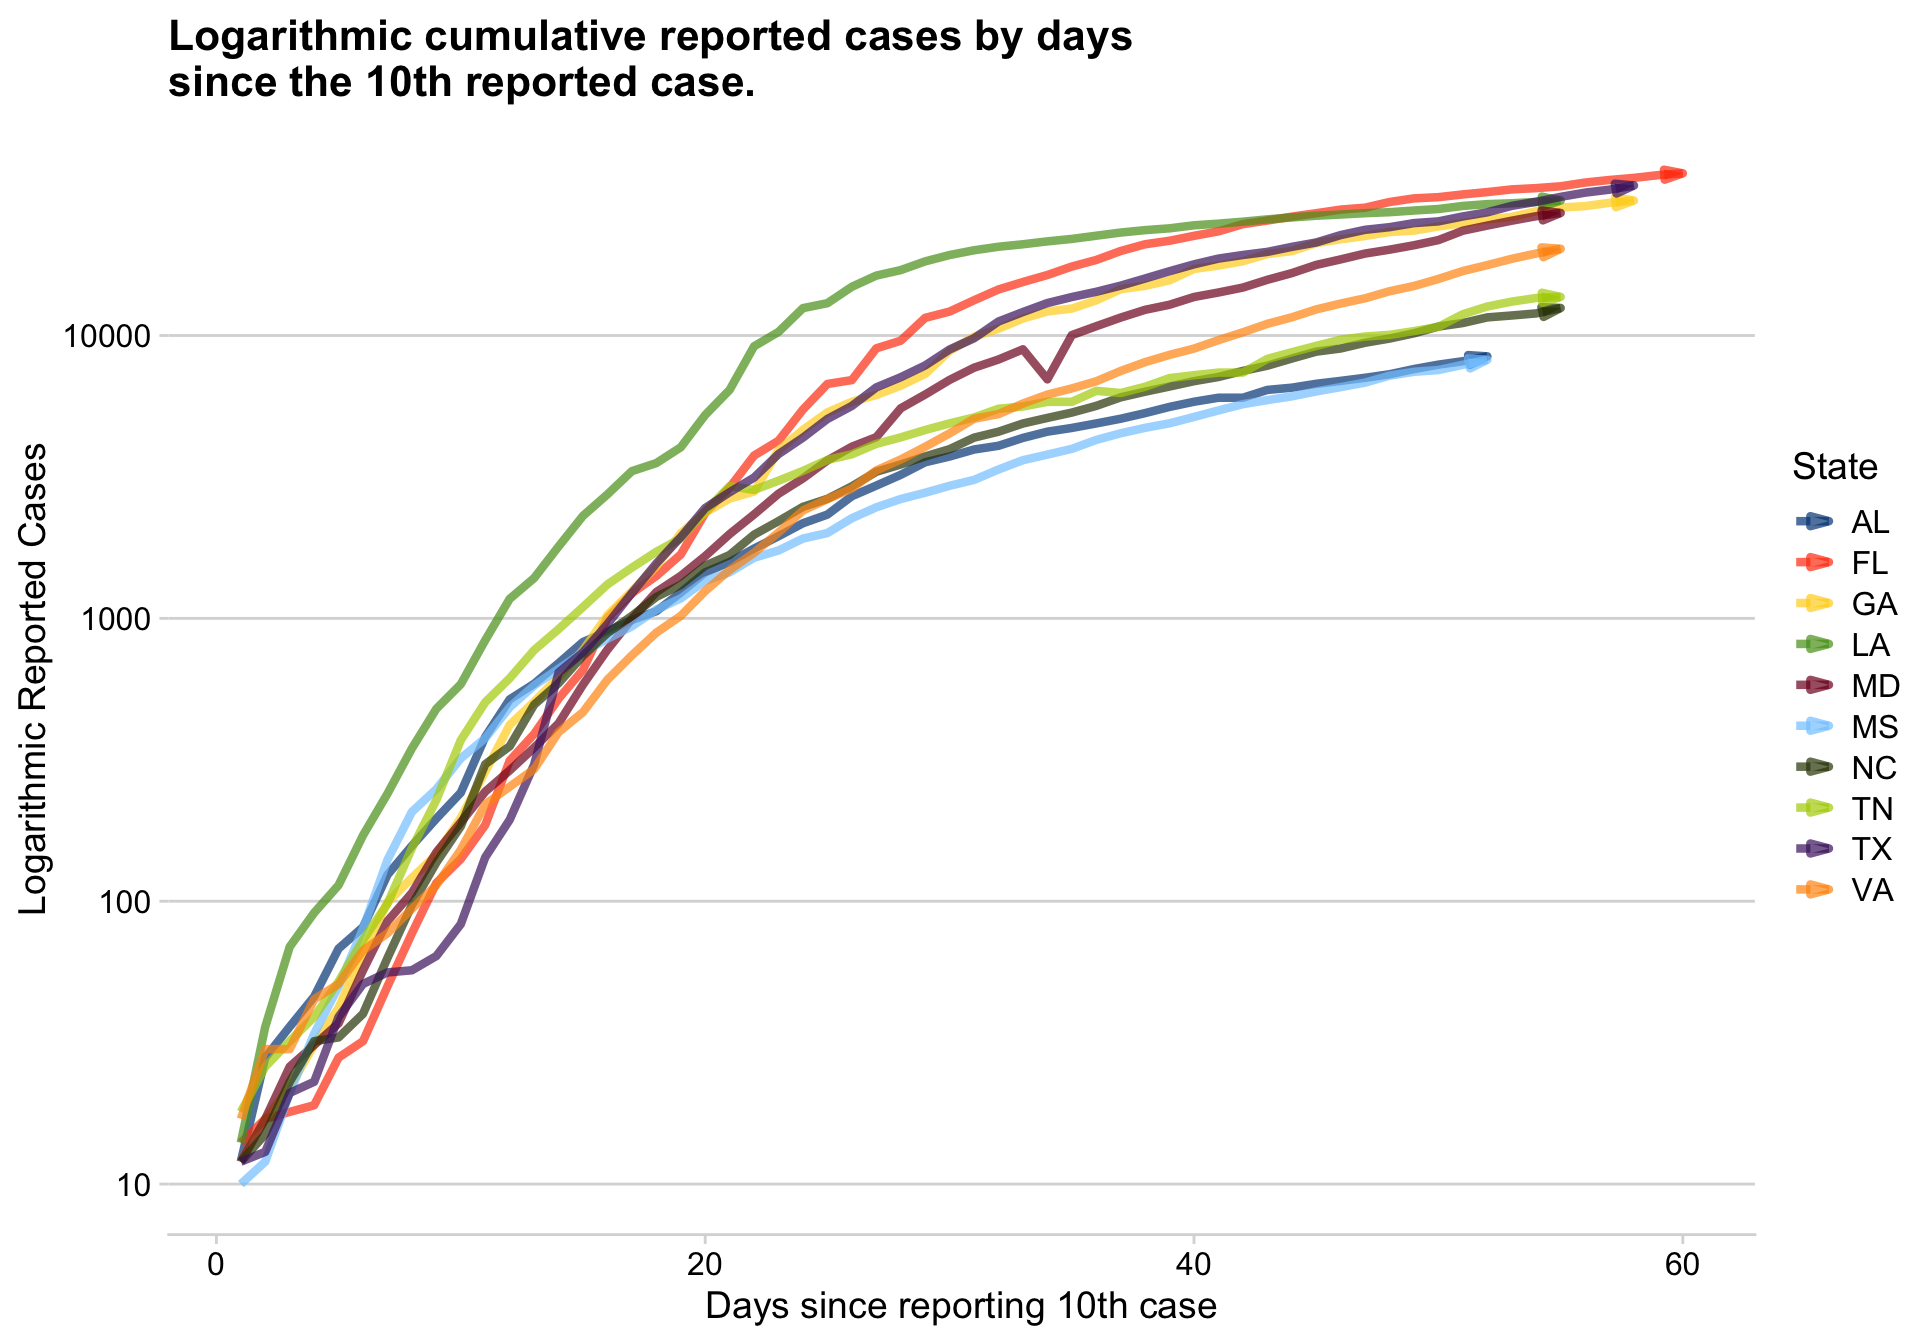 Logarithmic cumulative reported cases by days
since the 10th reported case.
Logarithmic Reported Cases
10000
1000
100
10
0
20
40
60
Days since reporting 10th case
State
AL
FL
GA
LA
MD
MS
NC
TN
TX
VA